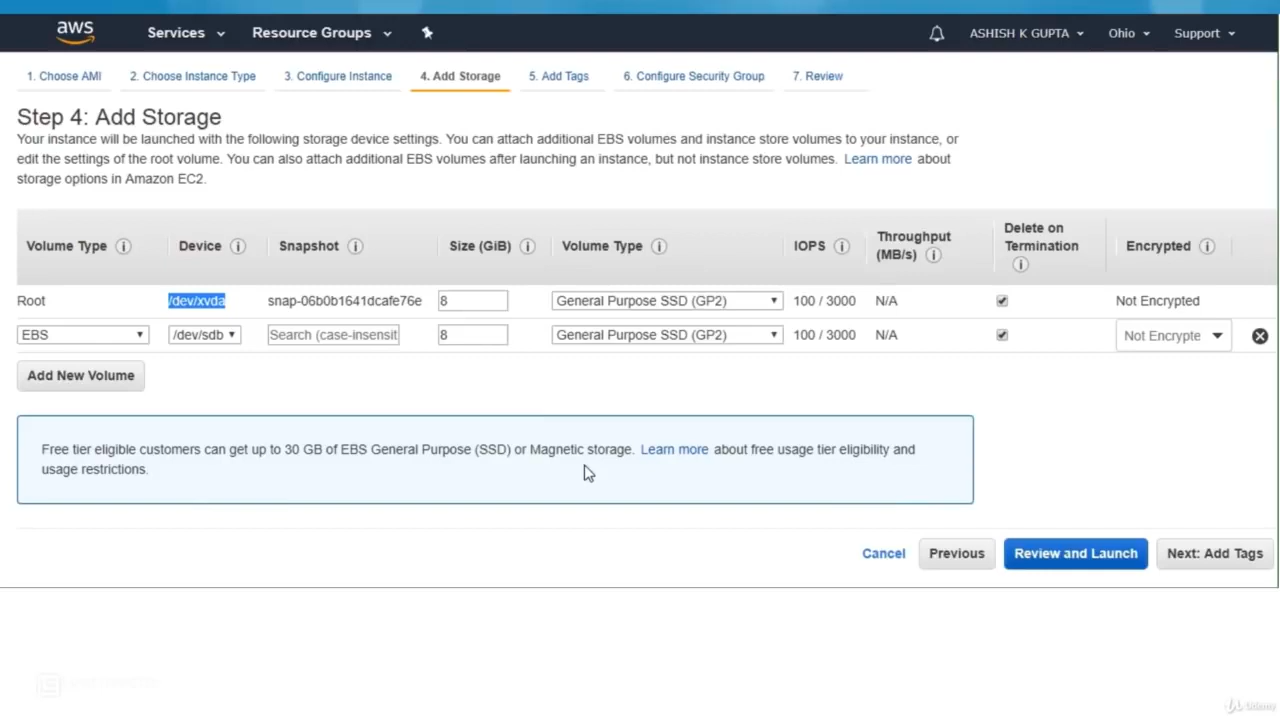 aws Services Resource Groups ASHISH K GUPTA Ohio Support
1. Choose AMI 2. Choose Instance Type 3. Configure Instance 4. Add Storage 5. Add Tags 6. Configure Security Group 7. Review
Step 4: Add Storage
Your instance will be launched with the following storage device settings. You can attach additional EBS volumes and instance store volumes to your instance, or
edit the settings of the root volume. You can also attach additional EBS volumes after launching an instance, but not instance store volumes. Learn more about
storage options in Amazon EC2.
Volume Type Device Snapshot Size (GiB) Volume Type IOPS Throughput (MB/s) Delete on Termination Encrypted
Root /dev/xvda snap-06b0b1641dcafe76e 8 General Purpose SSD (GP2) 100 / 3000 N/A Not Encrypted
EBS /dev/sdb Search (case-insensit 8 General Purpose SSD (GP2) 100 / 3000 N/A Not Encrypte
Add New Volume
Free tier eligible customers can get up to 30 GB of EBS General Purpose (SSD) or Magnetic storage. Learn more about free usage tier eligibility and
usage restrictions.
Cancel Previous Review and Launch Next: Add Tags
Udemy